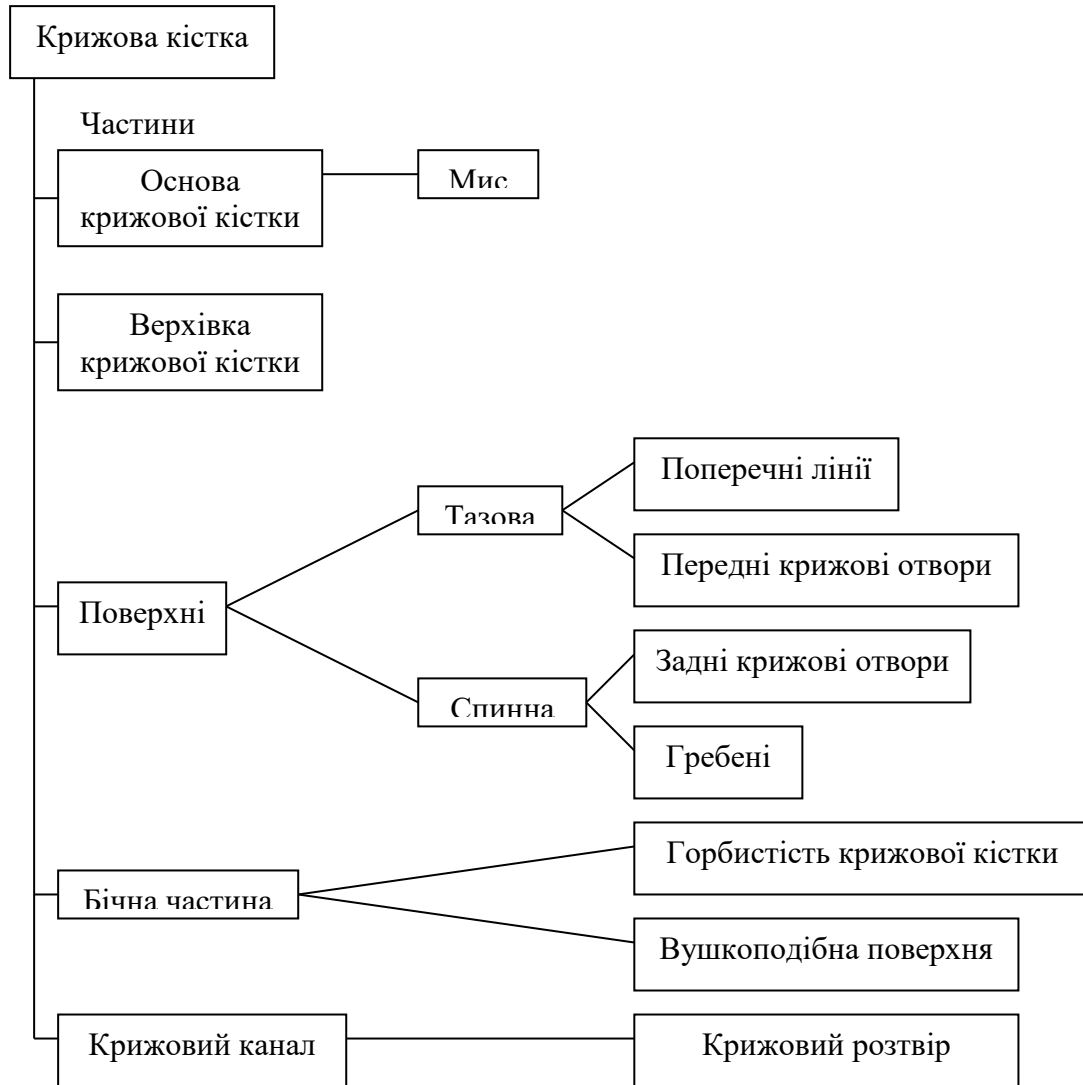 Крижова кістка
Частини
Основа
крижової кістки
Мис
Верхівка
крижової кістки
Поверхні
Тазова
Поперечні лінії
Передні крижові отвори
Спинна
Задні крижові отвори
Гребені
Бічна частина
Горбистість крижової кістки
Вушкоподібна поверхня
Крижовий канал
Крижовий розтвір